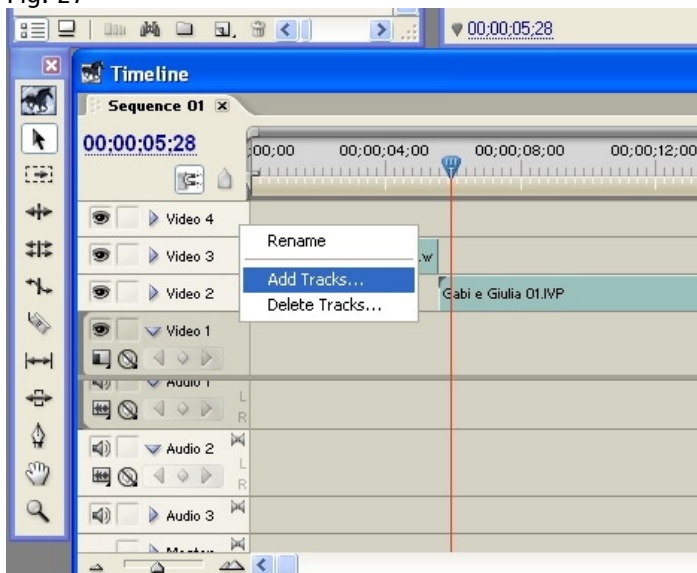 Fig. 27
00;00;05;28
Timeline
Sequence 01
00;00;05;28
00;00 00;00;04;00 00;00;08;00 00;00;12;00
Video 4
Rename
Video 3
.w
Add Tracks...
Video 2
Gabi e Giulia 01.IVP
Delete Tracks...
Video 1
Audio 1
L
R
Audio 2
L
R
Audio 3
Master